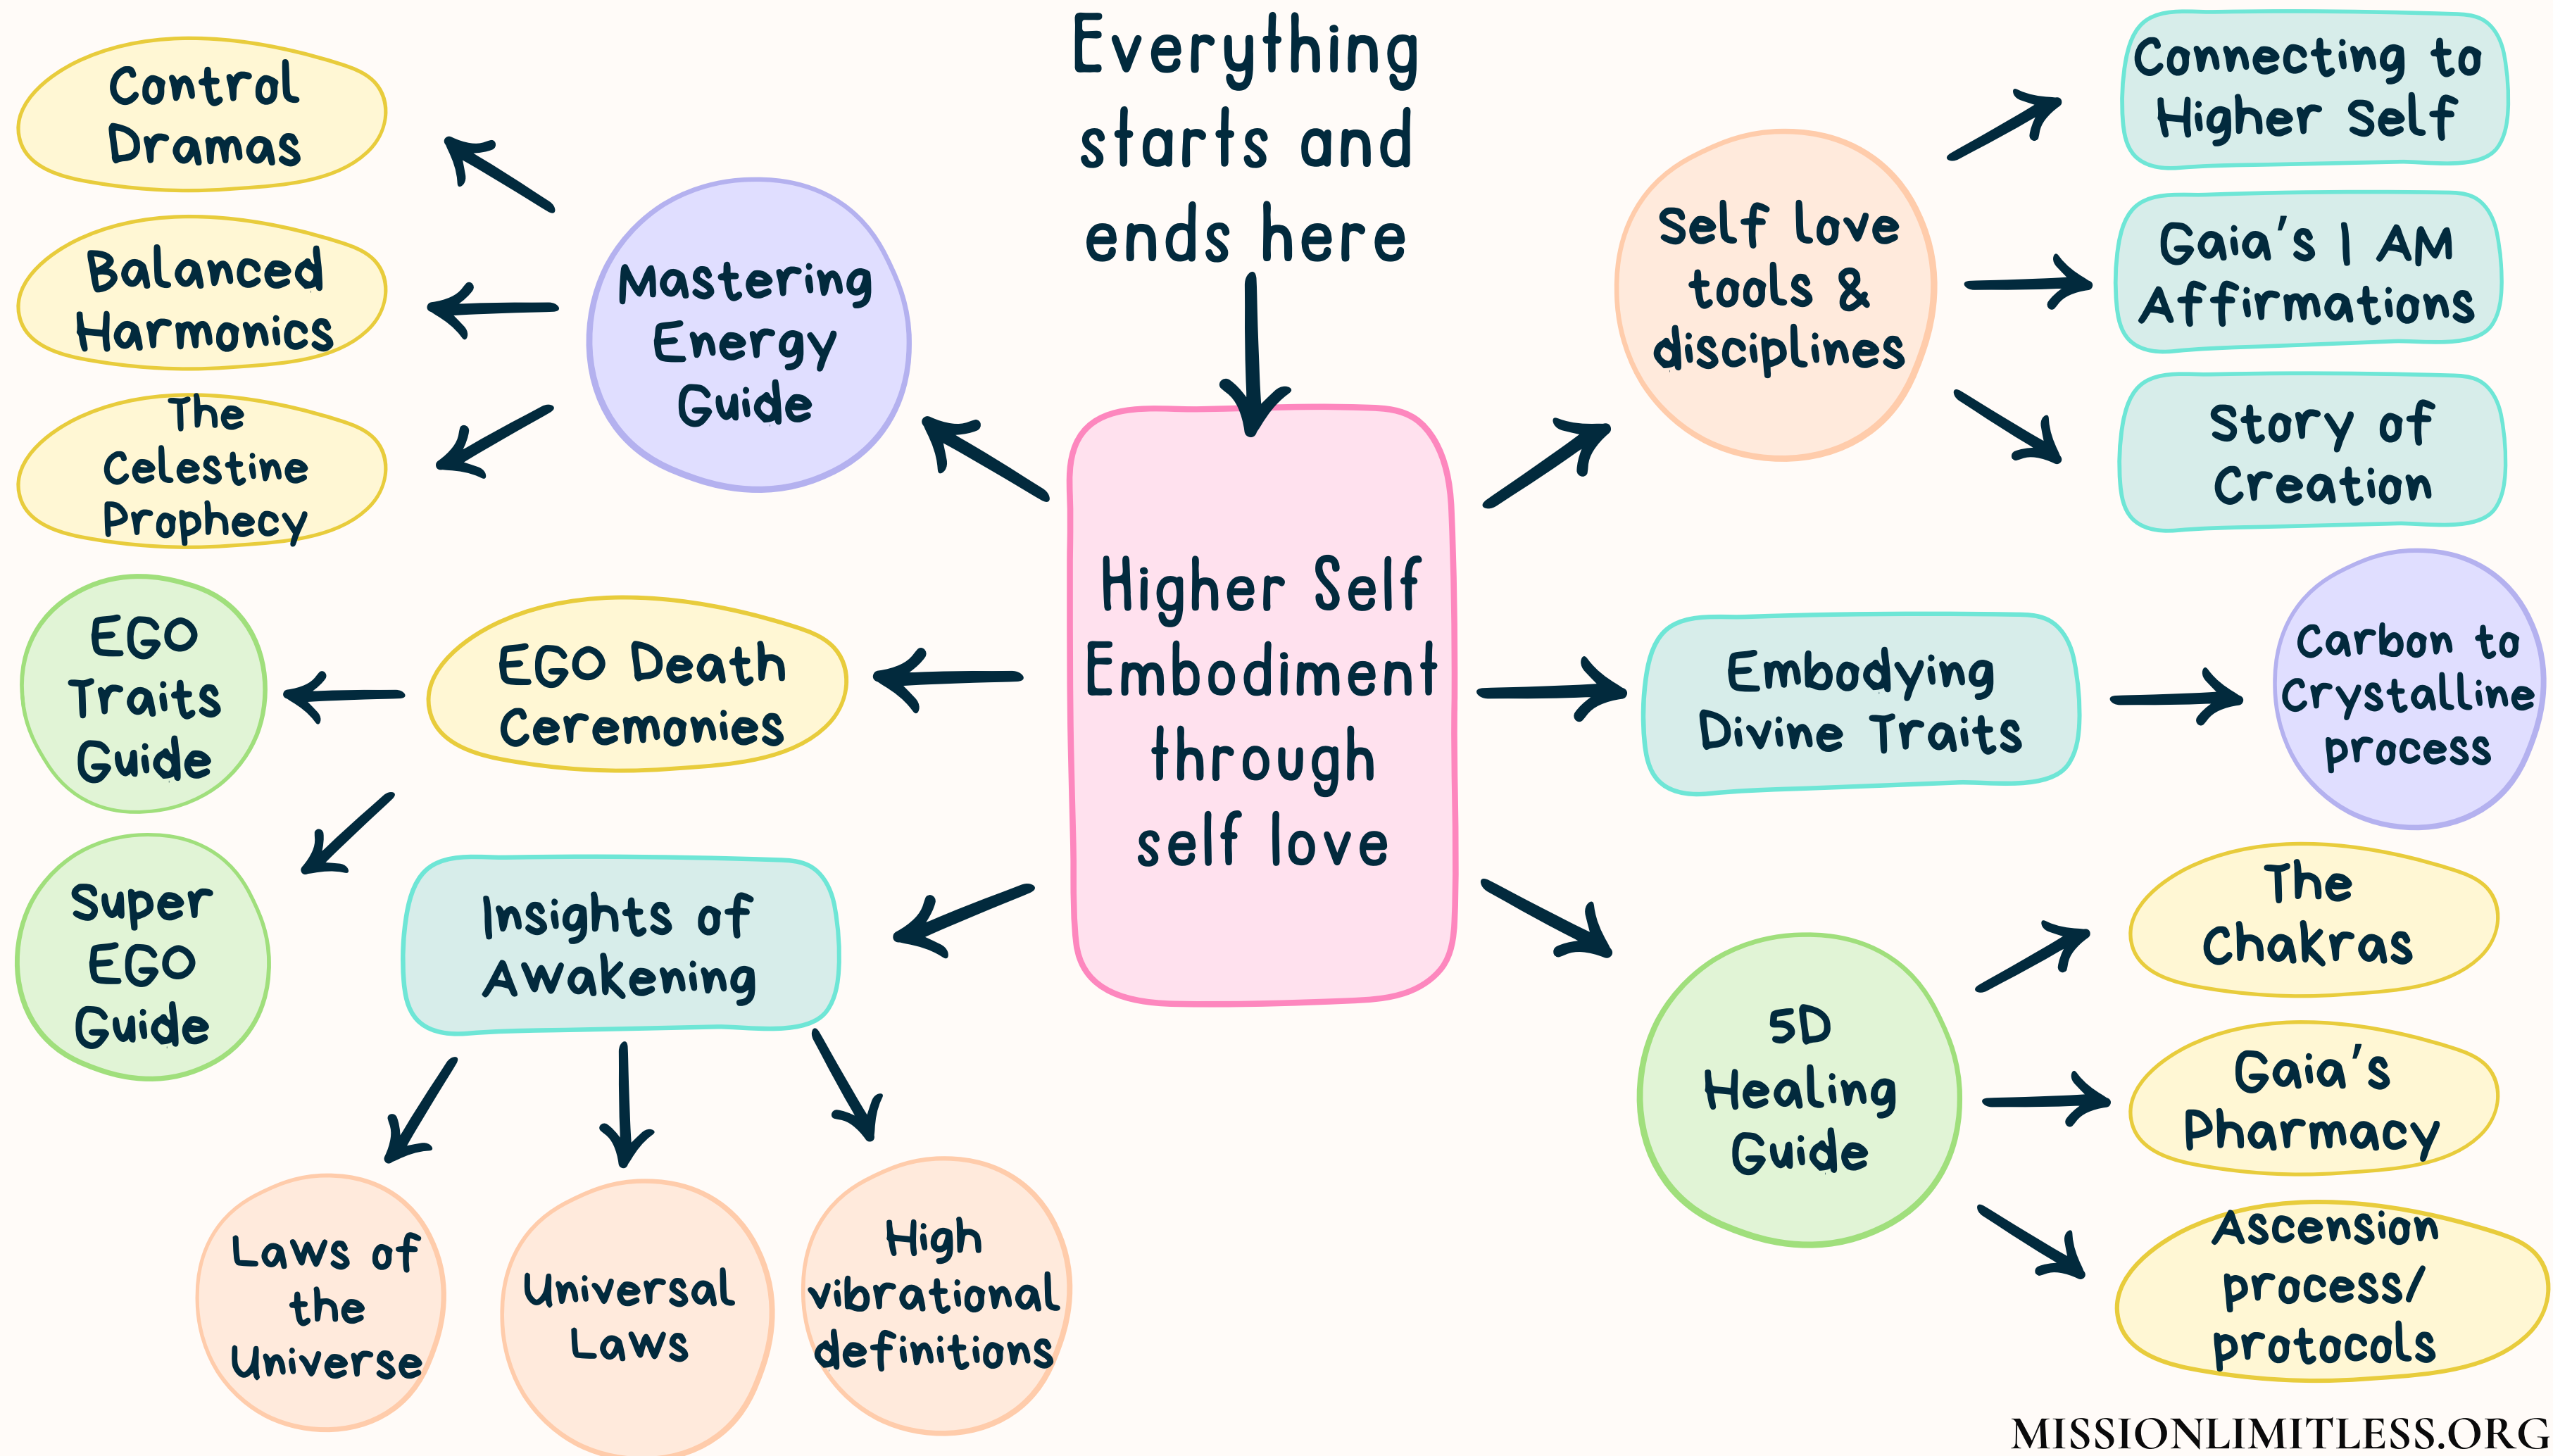 Everything
starts and
ends here
Higher Self
Embodiment
through
self love
Mastering
Energy
Guide
Control
Dramas
Balanced
Harmonics
The
Celestine
Prophecy
EGO Death
Ceremonies
EGO
Traits
Guide
Super
EGO
Guide
Insights of
Awakening
Laws of
the
Universe
Universal
Laws
High
vibrational
definitions
Self love
tools &
disciplines
Connecting to
Higher Self
Gaia's I AM
Affirmations
Story of
Creation
Embodying
Divine Traits
Carbon to
Crystalline
process
5D
Healing
Guide
The
Chakras
Gaia's
Pharmacy
Ascension
process/
protocols
MISSIONLIMITLESS.ORG